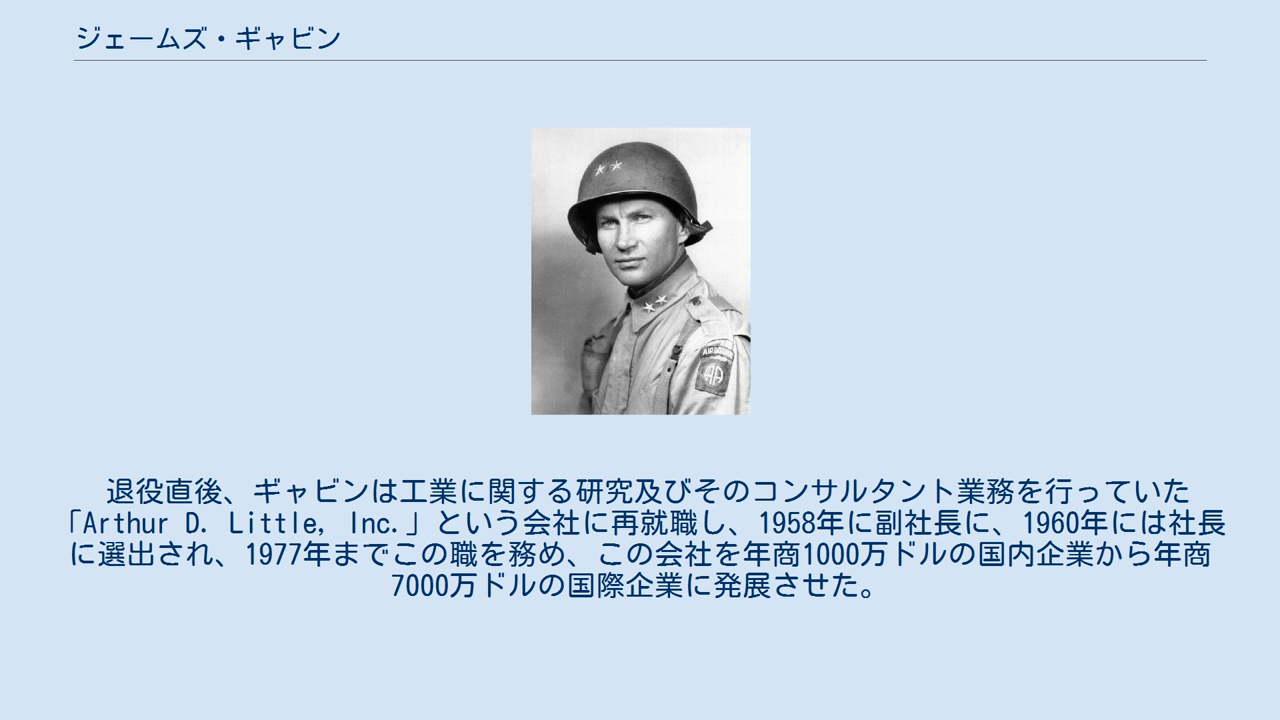 ジェームズ・ギャビン
AIRBORNE
AA
退役直後、ギャビンは工業に関する研究及びそのコンサルタント業務を行っていた
「Arthur D. Little, Inc.」という会社に再就職し、1958年に副社長に、1960年には社長
に選出され、1977年までこの職を務め、この会社を年商1000万ドルの国内企業から年商
7000万ドルの国際企業に発展させた。